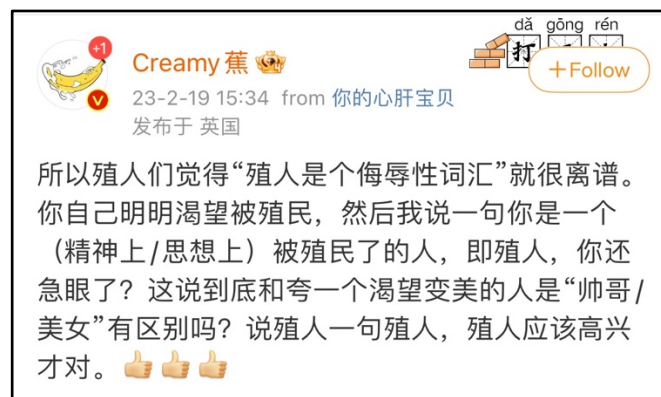 dǎ gōng rén
打
+1
Creamy 蕉
+Follow
23-2-19 15:34 from 你的心肝宝贝
发布于 英国
所以殖人们觉得“殖人是个侮辱性词汇”就很离谱。
你自己明明渴望被殖民，然后我说一句你是一个
（精神上/思想上）被殖民了的人，即殖人，你还
急眼了？这说到底和夸一个渴望变美的人是“帅哥/
美女”有区别吗？说殖人一句殖人，殖人应该高兴
才对。👍👍👍